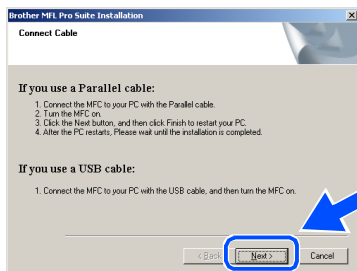 Brother MFL Pro Suite Installation
Connect Cable
If you use a Parallel cable:
1. Connect the MFC to your PC with the Parallel cable.
2. Turn the MFC on.
3. Click the Next button, and then click Finish to restart your PC.
4. After the PC restarts, Please wait until the installation is completed.
If you use a USB cable:
1. Connect the MFC to your PC with the USB cable, and then turn the MFC on.
< Back Next > Cancel